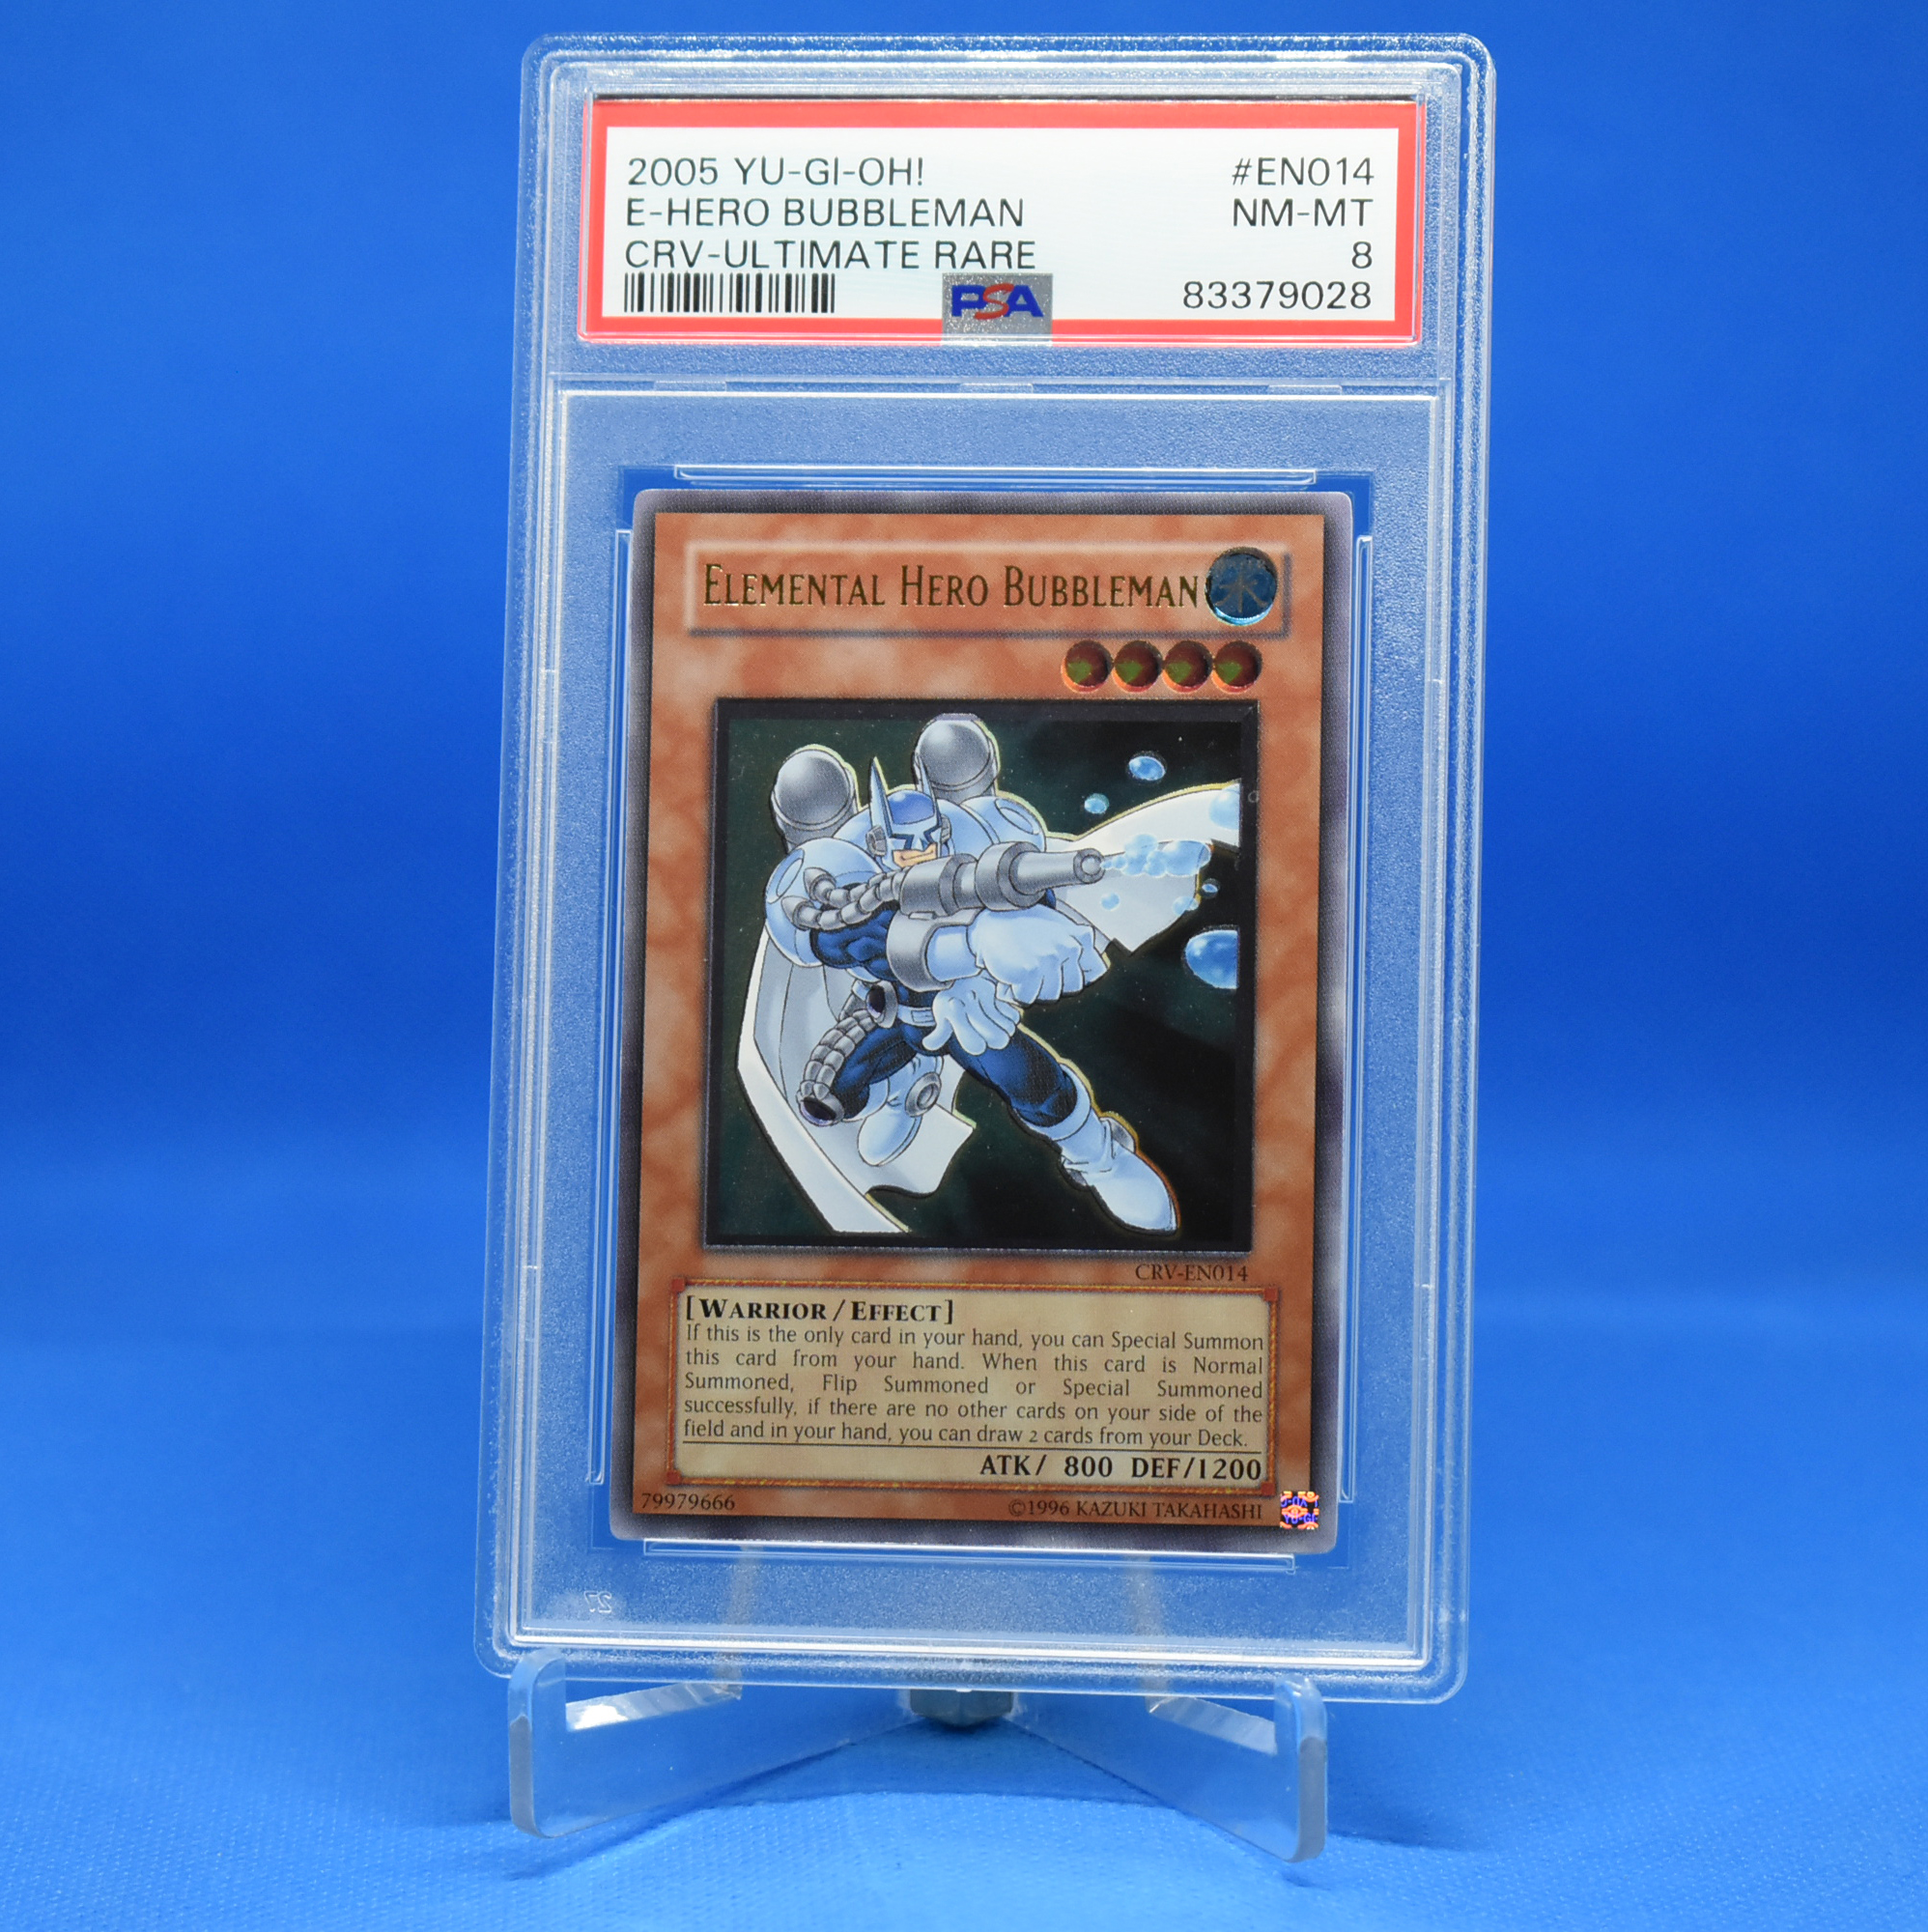 2005 YU-GI-OH! #EN014
E-HERO BUBBLEMAN NM-MT
CRV-ULTIMATE RARE 8
PSA 83379028
ELEMENTAL HERO BUBBLEMAN
水
CRV-EN014
[WARRIOR/EFFECT]
If this is the only card in your hand, you can Special Summon
this card from your hand. When this card is Normal
Summoned, Flip Summoned or Special Summoned
successfully, if there are no other cards on your side of the
field and in your hand, you can draw 2 cards from your Deck.
ATK/ 800 DEF/1200
79979666 ©1996 KAZUKI TAKAHASHI